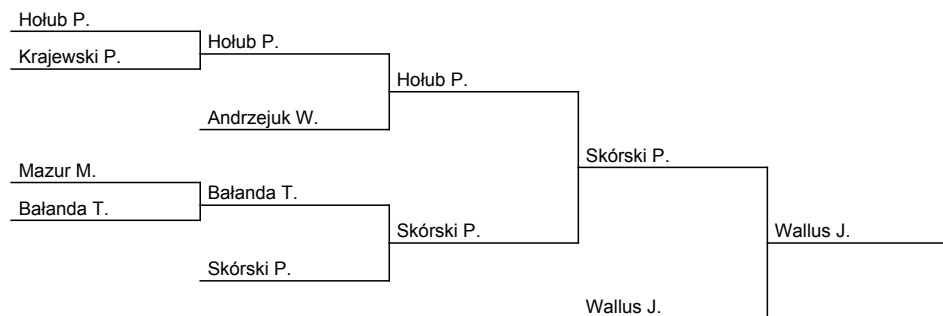 Hołub P.
Krajewski P.
Hołub P.
Hołub P.
Andrzejuk W.
Mazur M.
Bałanda T.
Bałanda T.
Skórski P.
Skórski P.
Skórski P.
Wallus J.
Wallus J.